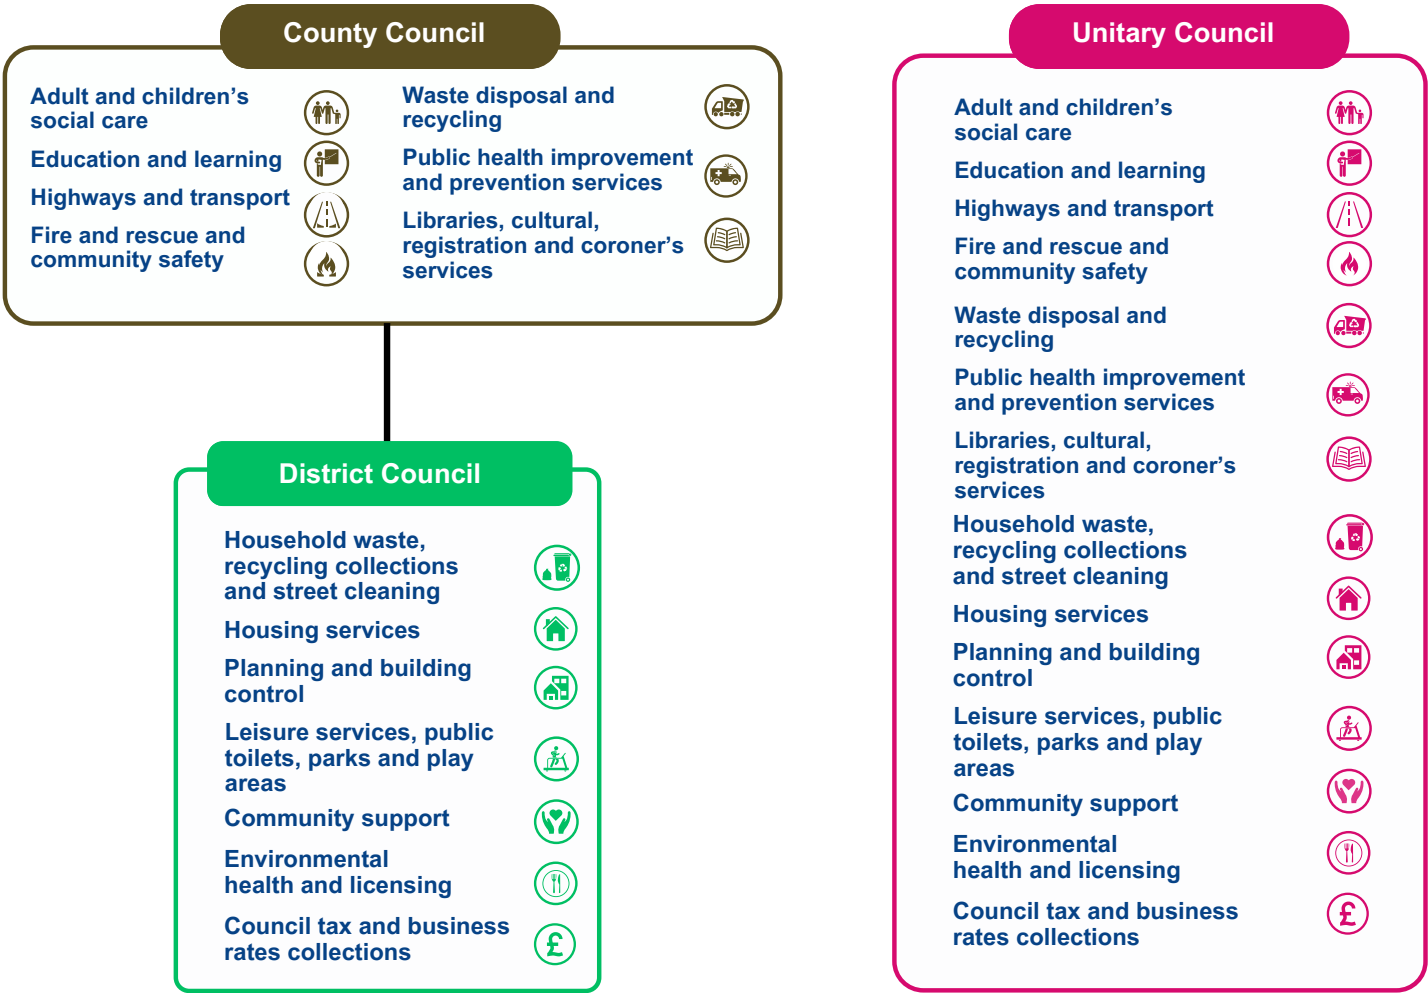 County Council
Adult and children's
social care
Education and learning
Highways and transport
Fire and rescue and
community safety
Waste disposal and
recycling
Public health improvement
and prevention services
Libraries, cultural,
registration and coroner's
services
District Council
Household waste,
recycling collections
and street cleaning
Housing services
Planning and building
control
Leisure services, public
toilets, parks and play
areas
Community support
Environmental
health and licensing
Council tax and business
rates collections
£
Unitary Council
Adult and children's
social care
Education and learning
Highways and transport
Fire and rescue and
community safety
Waste disposal and
recycling
Public health improvement
and prevention services
Libraries, cultural,
registration and coroner's
services
Household waste,
recycling collections
and street cleaning
Housing services
Planning and building
control
Leisure services, public
toilets, parks and play
areas
Community support
Environmental
health and licensing
Council tax and business
rates collections
£